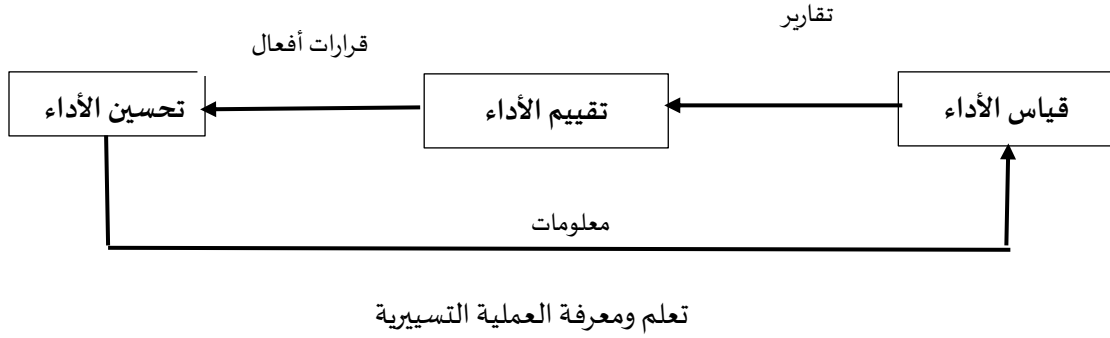 تقارير
قرارات أفعال
قياس الأداء
تقييم الأداء
تحسين الأداء
معلومات
تعلم ومعرفة العملية التسييرية